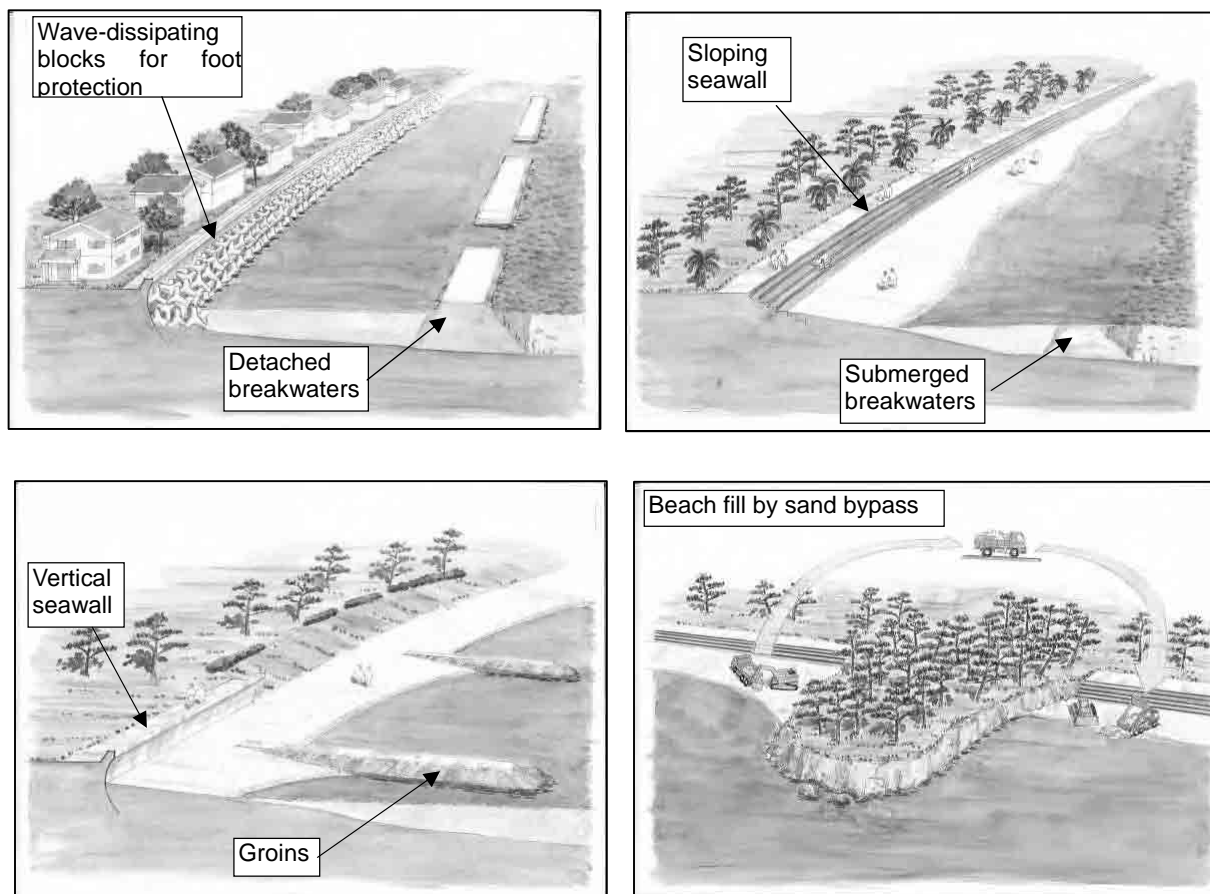 Wave-dissipating
blocks for foot
protection
Detached
breakwaters
Sloping
seawall
Submerged
breakwaters
Vertical
seawall
Groins
Beach fill by sand bypass